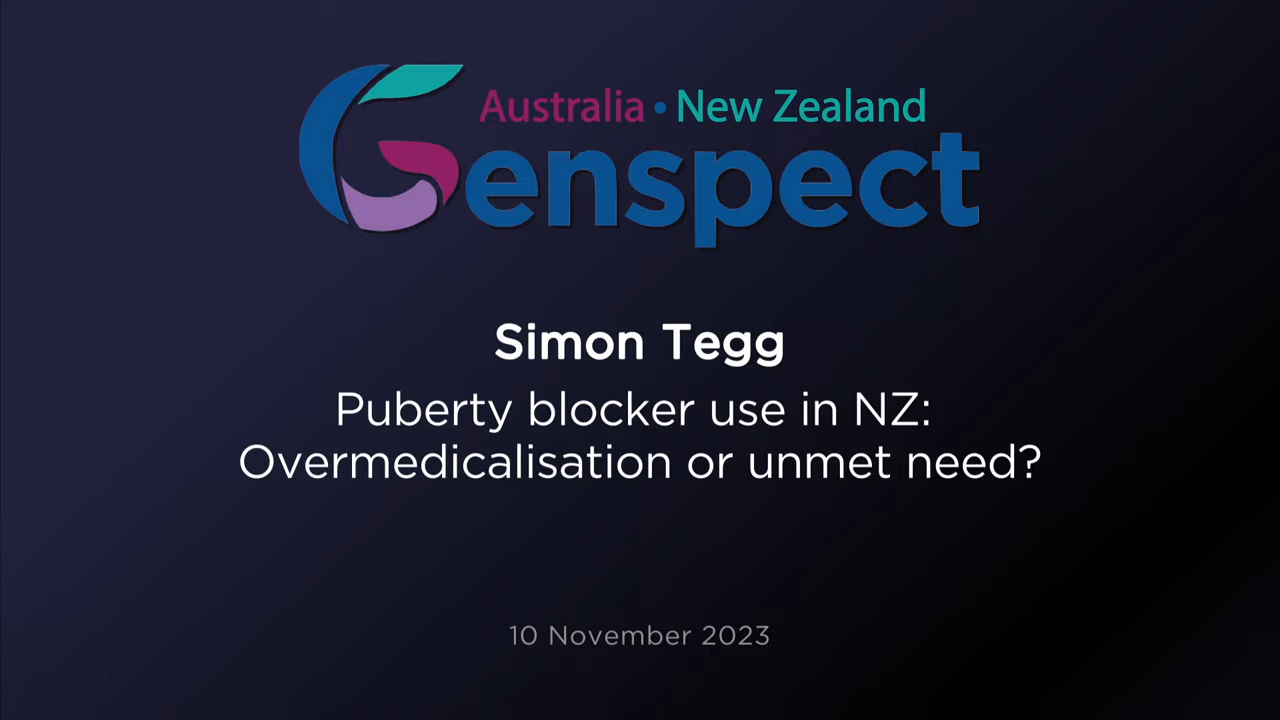 Australia • New Zealand
Genspect
Simon Tegg
Puberty blocker use in NZ:
Overmedicalisation or unmet need?
10 November 2023